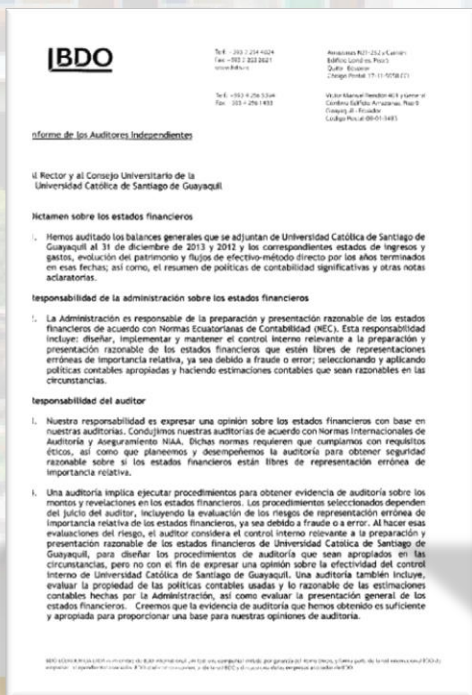 IBDO
Informe de los Auditores Independientes
Al Rector y al Consejo Universitario de la
Universidad Católica de Santiago de Guayaquil
Dictamen sobre los estados financieros
Hemos auditado los balances generales que se adjuntan de Universidad Católica de Santiago de
Guayaquil al 31 de diciembre de 2013 y 2012 y los correspondientes estados de ingresos y
gastos, evolución del patrimonio y flujos de efectivo-método directo por los años terminados
en esas fechas; así como, el resumen de políticas de contabilidad significativas y otras notas
aclaratorias.
Responsabilidad de la administración sobre los estados financieros
La Administración es responsable de la preparación y presentación razonable de los estados
financieros de acuerdo con Normas Ecuatorianas de Contabilidad (NEC). Esta responsabilidad
incluye: diseñar, implementar y mantener el control interno relevante a la preparación y
presentación razonable de los estados financieros que estén libres de representaciones
erróneas de importancia relativa, ya sea debido a fraude o error; seleccionando y aplicando
políticas contables apropiadas y haciendo estimaciones contables que sean razonables en las
circunstancias.
Responsabilidad del auditor
Nuestra responsabilidad es expresar una opinión sobre los estados financieros con base en
nuestras auditorías. Condujimos nuestras auditorías de acuerdo con Normas Internacionales de
Auditoría y Aseguramiento NIAA. Dichas normas requieren que cumplamos con requisitos
éticos, así como que planeemos y desempeñemos la auditoría para obtener seguridad
razonable sobre si los estados financieros están libres de representación errónea de
importancia relativa.
Una auditoría implica ejecutar procedimientos para obtener evidencia de auditoría sobre los
montos y revelaciones en los estados financieros. Los procedimientos seleccionados dependen
del juicio del auditor, incluyendo la evaluación de los riesgos de representación errónea de
importancia relativa de los estados financieros, ya sea debido a fraude o a error. Al hacer esas
evaluaciones del riesgo, el auditor considera el control interno relevante a la preparación y
presentación razonable de los estados financieros de Universidad Católica de Santiago de
Guayaquil, para diseñar los procedimientos de auditoría que sean apropiados en las
circunstancias, pero no con el fin de expresar una opinión sobre la efectividad del control
interno de Universidad Católica de Santiago de Guayaquil. Una auditoría también incluye,
evaluar la propiedad de las políticas contables usadas y lo razonable de las estimaciones
contables hechas por la Administración, así como evaluar la presentación general de los
estados financieros. Creemos que la evidencia de auditoría que hemos obtenido es suficiente
y apropiada para proporcionar una base para nuestras opiniones de auditoría.